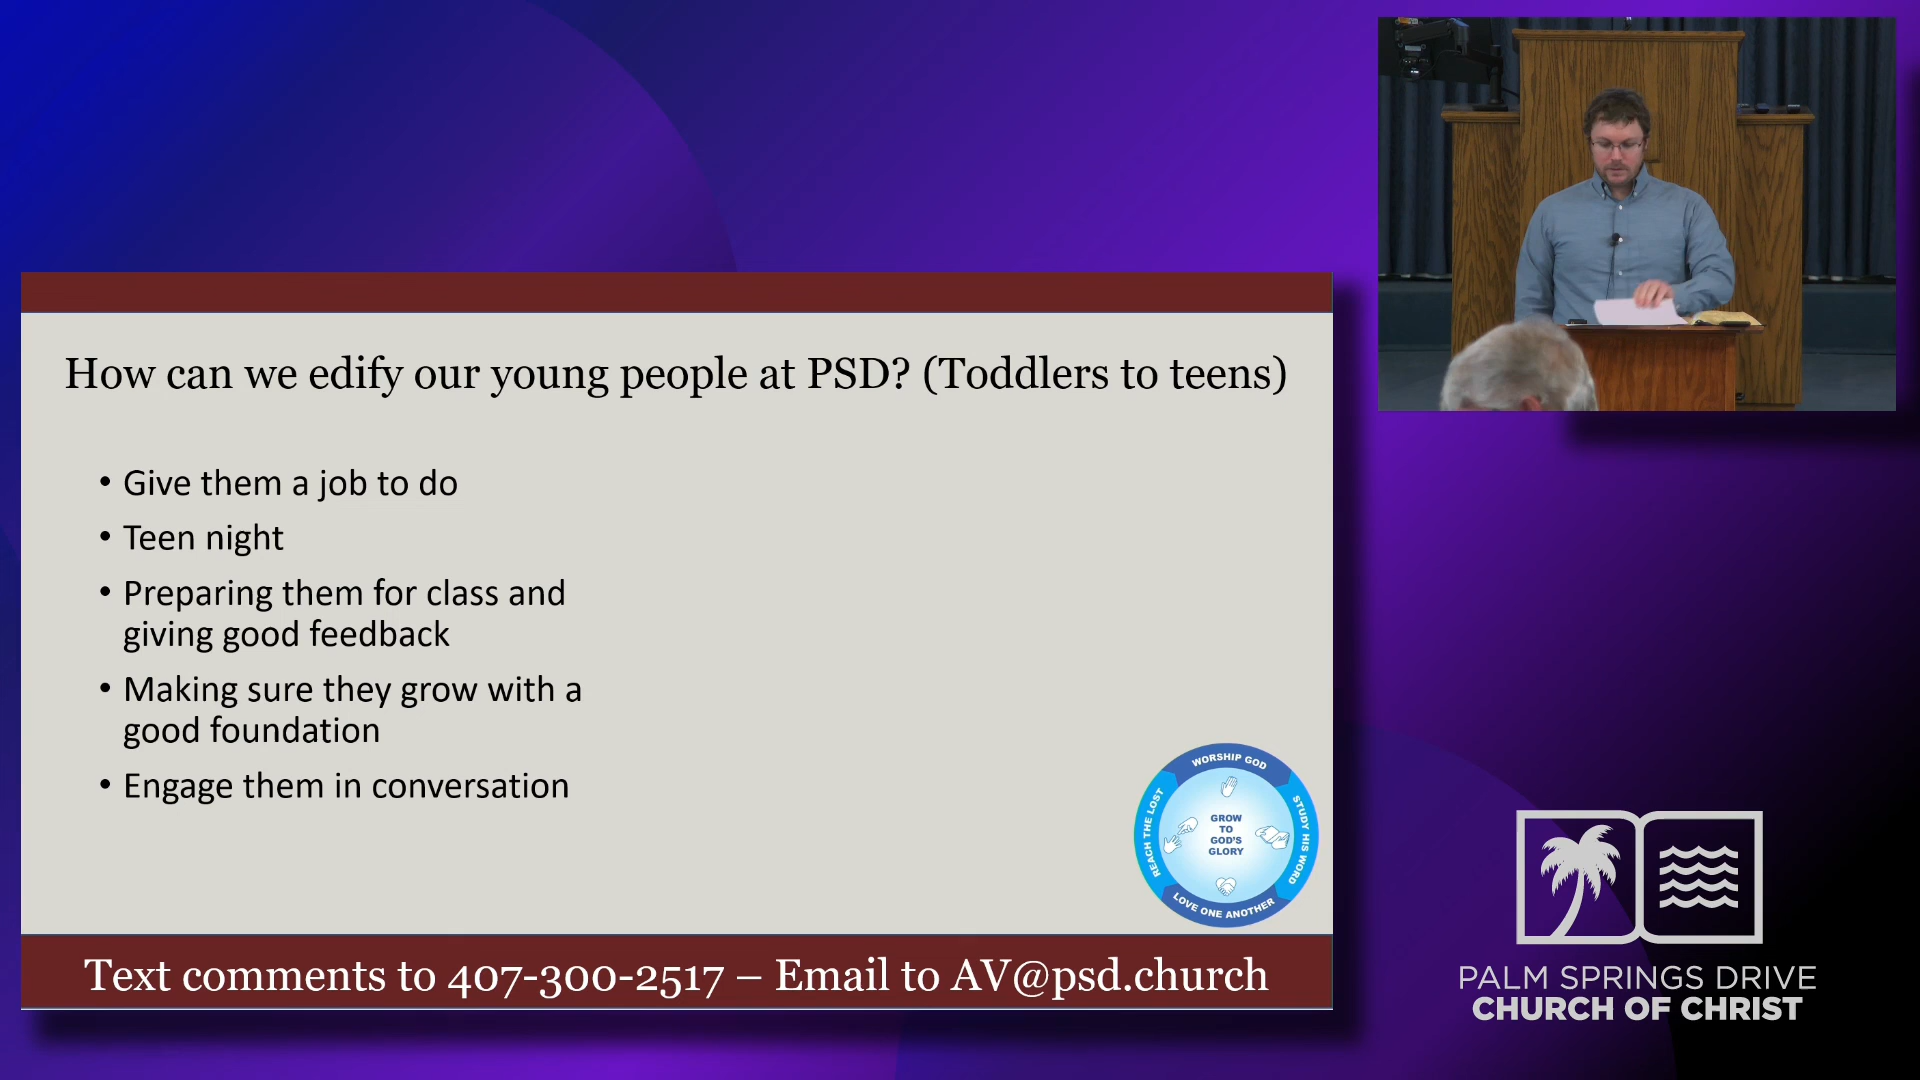 How can we edify our young people at PSD? (Toddlers to teens)
• Give them a job to do
• Teen night
• Preparing them for class and
giving good feedback
• Making sure they grow with a
good foundation
• Engage them in conversation
WORSHIP GOD
STUDY HIS WORD
LOVE ONE ANOTHER
REACH THE LOST
GROW
TO
GOD'S
GLORY
Text comments to 407-300-2517 – Email to AV@psd.church
PALM SPRINGS DRIVE
CHURCH OF CHRIST